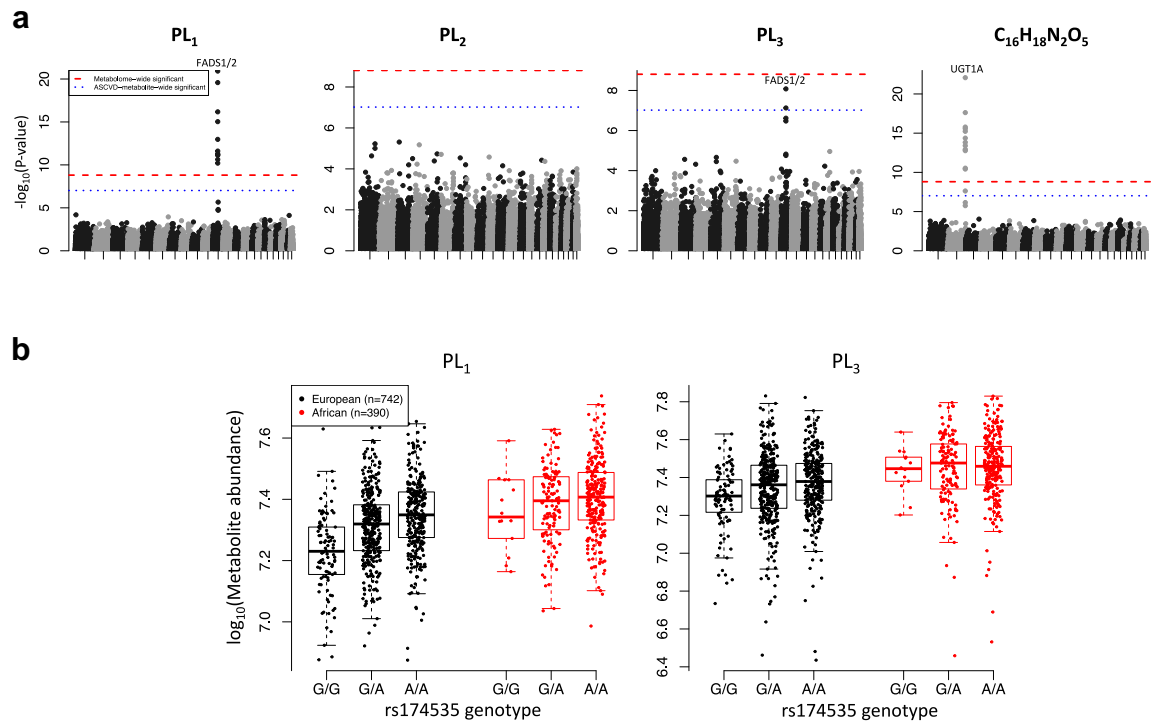 a
PL₁ PL₂ PL₃ C₁₆H₁₈N₂O₅
-log₁₀(P-value)
0 5 10 15 20
Metabolome−wide significant
ASCVD−metabolite−wide significant
FADS1/2
0 2 4 6 8
0 2 4 6 8
FADS1/2
0 5 10 15 20
UGT1A
b
PL₁ PL₃
log₁₀(Metabolite abundance)
7.0 7.2 7.4 7.6
European (n=742)
African (n=390)
6.4 6.6 6.8 7.0 7.2 7.4 7.6 7.8
G/G G/A A/A G/G G/A A/A G/G G/A A/A G/G G/A A/A
rs174535 genotype rs174535 genotype